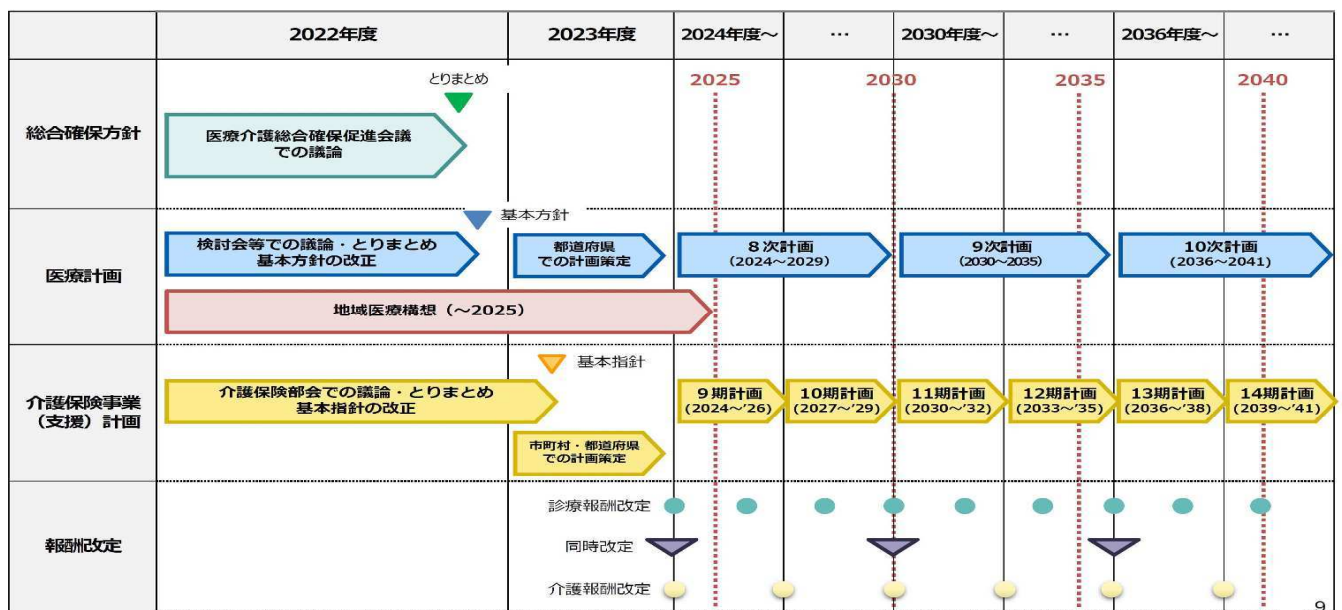 2022年度
2023年度
2024年度～
…
2030年度～
…
2036年度～
…
総合確保方針
とりまとめ
医療介護総合確保促進会議
での議論
2025
2030
2035
2040
医療計画
基本方針
検討会等での議論・とりまとめ
基本方針の改正
都道府県
での計画策定
8次計画
(2024～2029)
9次計画
(2030～2035)
10次計画
(2036～2041)
地域医療構想（～2025）
介護保険事業
（支援）計画
基本指針
介護保険部会での議論・とりまとめ
基本指針の改正
9期計画
(2024～'26)
10期計画
(2027～'29)
11期計画
(2030～'32)
12期計画
(2033～'35)
13期計画
(2036～'38)
14期計画
(2039～'41)
市町村・都道府県
での計画策定
報酬改定
診療報酬改定
同時改定
介護報酬改定
9